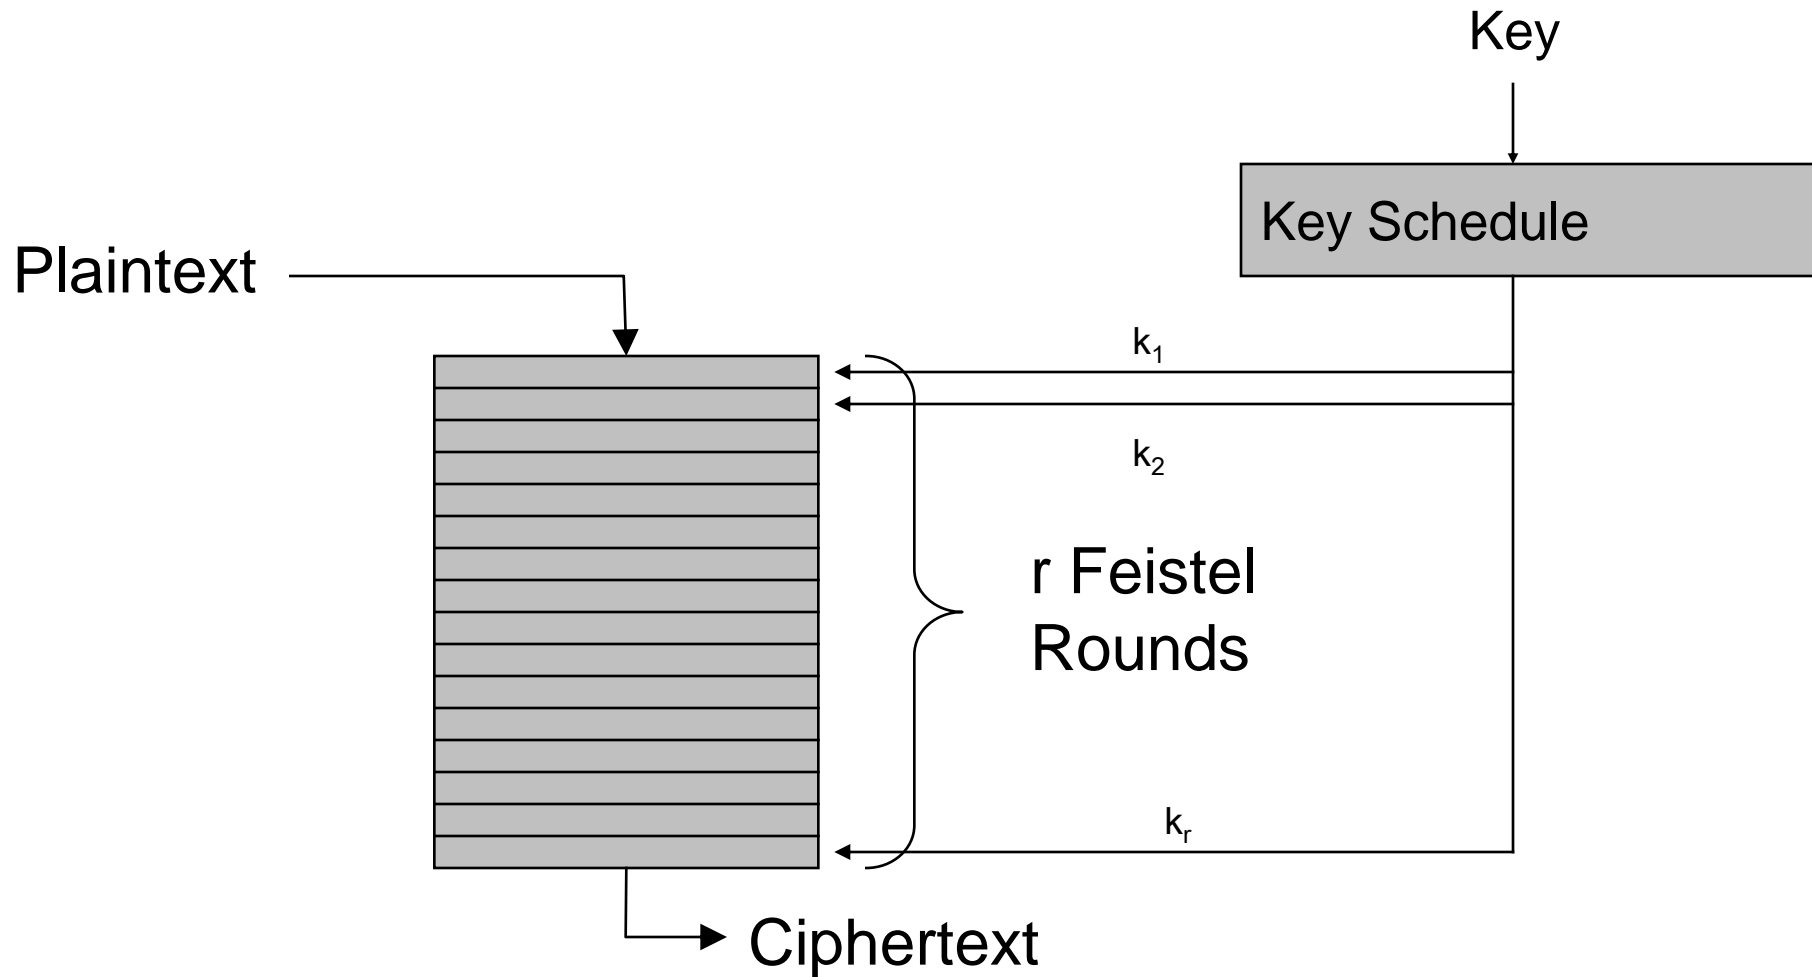 Key
Key Schedule
Plaintext
k₁
k₂
r Feistel
Rounds
kᵣ
Ciphertext